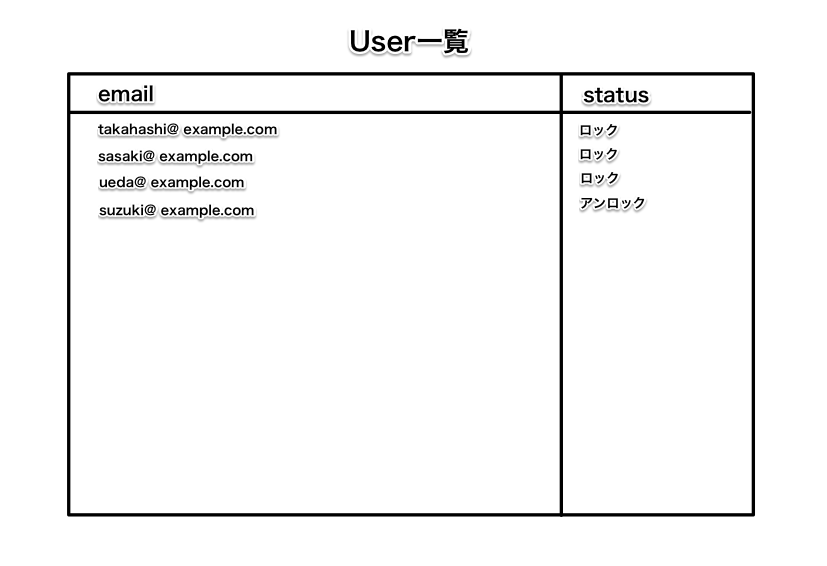 User一覧
email status
takahashi@ example.com ロック
sasaki@ example.com ロック
ueda@ example.com ロック
suzuki@ example.com アンロック